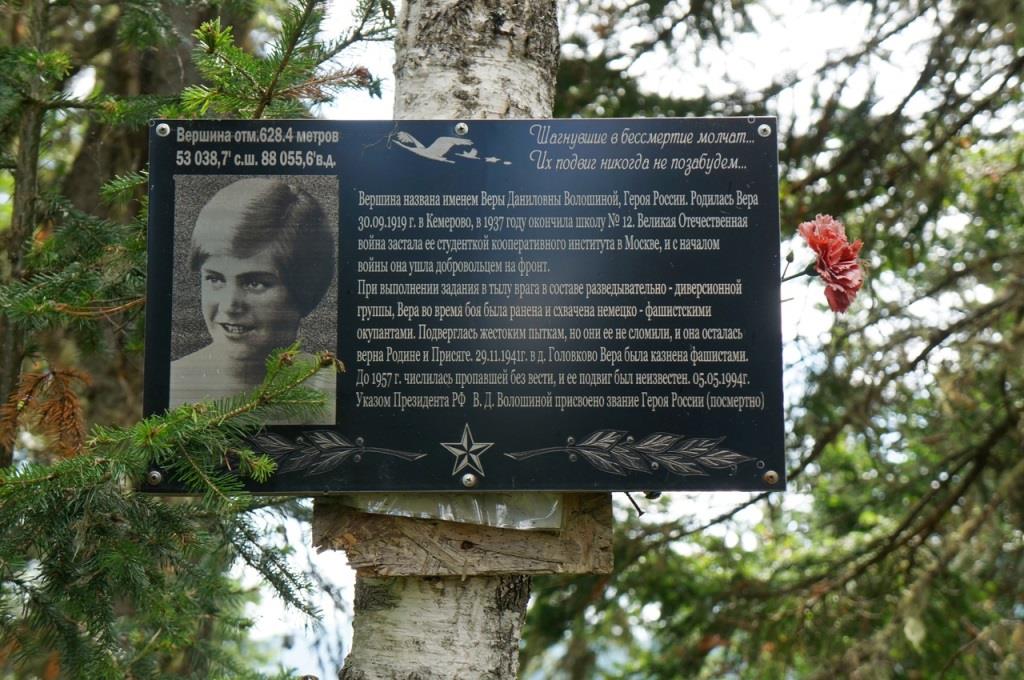 Вершина отм.628.4 метров
53 038,7' с.ш. 88 055,6'в.д.
Шагнувшие в бессмертие молчат...
Их подвиг никогда не позабудем...
Вершина названа именем Веры Даниловны Волошиной, Героя России. Родилась Вера
30.09.1919 г. в Кемерово, в 1937 году окончила школу № 12. Великая Отечественная
война застала ее студенткой кооперативного института в Москве, и с началом
войны она ушла добровольцем на фронт.
При выполнении задания в тылу врага в составе разведывательно - диверсионной
группы, Вера во время боя была ранена и схвачена немецко - фашистскими
окупантами. Подверглась жестоким пыткам, но они ее не сломили, и она осталась
верна Родине и Присяге. 29.11.1941г. в д. Головково Вера была казнена фашистами.
До 1957 г. числилась пропавшей без вести, и ее подвиг был неизвестен. 05.05.1994г.
Указом Президента РФ В. Д. Волошиной присвоено звание Героя России (посмертно)